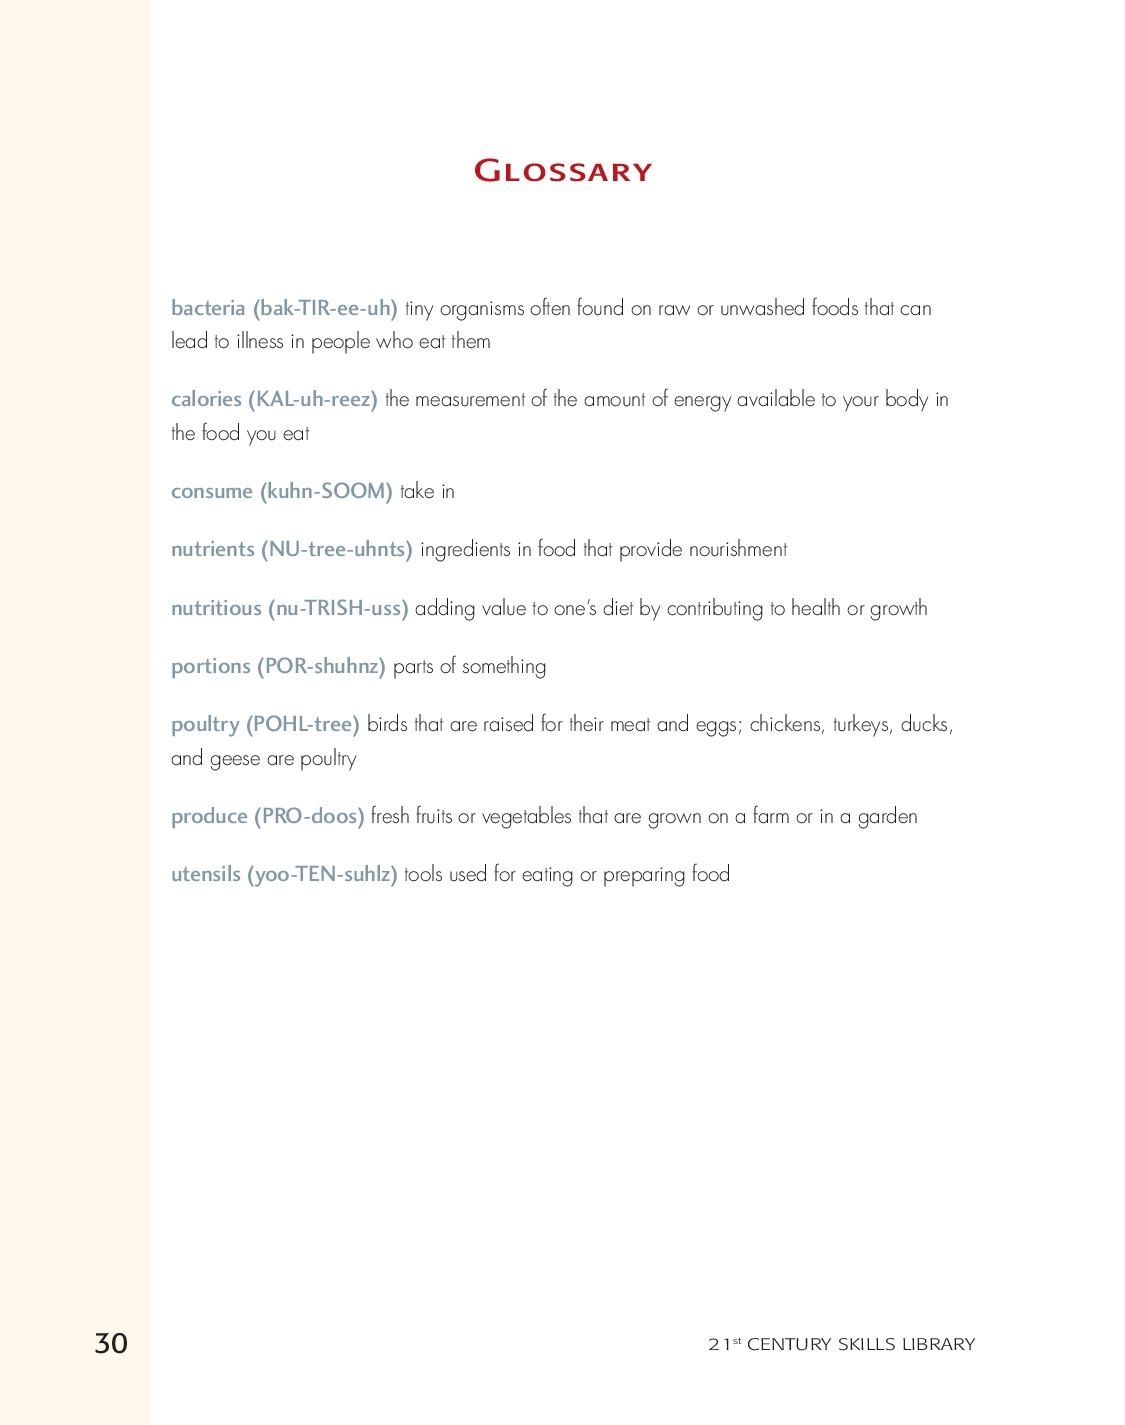 GLOSSARY
bacteria (bak-TIR-ee-uh) tiny organisms often found on raw or unwashed foods that can
lead to illness in people who eat them
calories (KAL-uh-reez) the measurement of the amount of energy available to your body in
the food you eat
consume (kuhn-SOOM) take in
nutrients (NU-tree-uhnts) ingredients in food that provide nourishment
nutritious (nu-TRISH-uss) adding value to one’s diet by contributing to health or growth
portions (POR-shuhnz) parts of something
poultry (POHL-tree) birds that are raised for their meat and eggs; chickens, turkeys, ducks,
and geese are poultry
produce (PRO-doos) fresh fruits or vegetables that are grown on a farm or in a garden
utensils (yoo-TEN-suhlz) tools used for eating or preparing food
30
21st CENTURY SKILLS LIBRARY